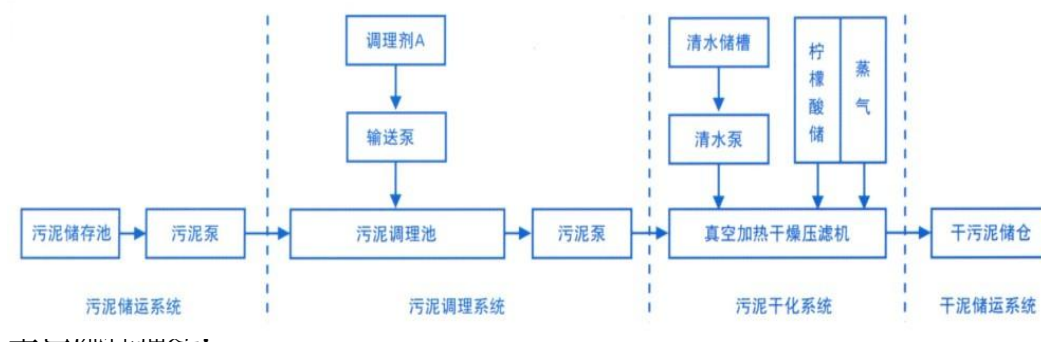 调理剂A
清水储槽
柠檬酸储
蒸气
输送泵
清水泵
污泥储存池
污泥泵
污泥调理池
污泥泵
真空加热干燥压滤机
干污泥储仓
污泥储运系统
污泥调理系统
污泥干化系统
干泥储运系统